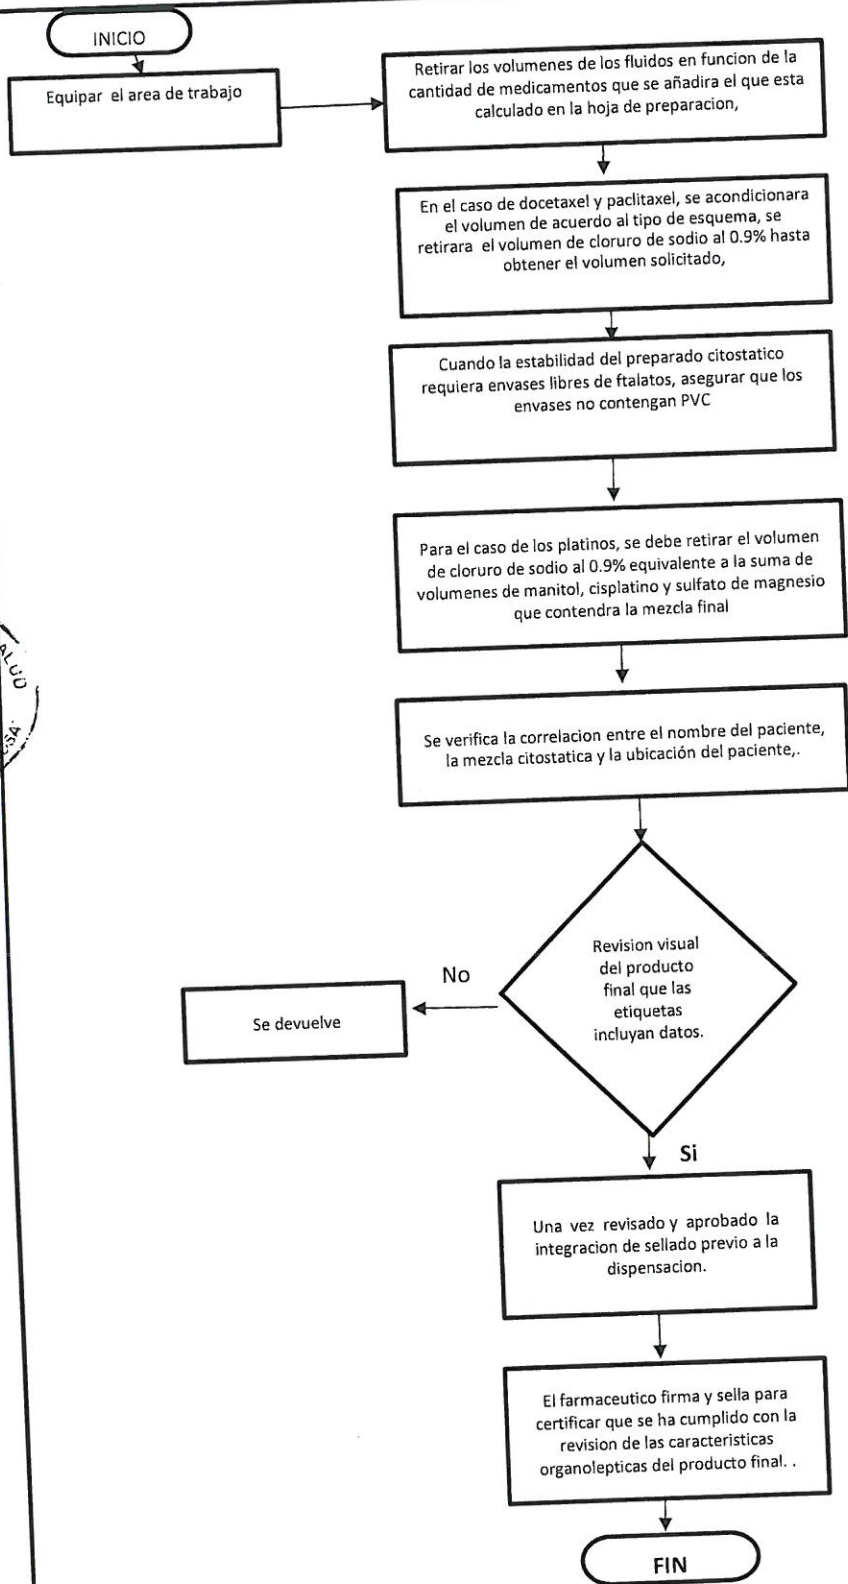 INICIO
Equipar el area de trabajo
Retirar los volumenes de los fluidos en funcion de la
cantidad de medicamentos que se añadira el que esta
calculado en la hoja de preparacion,
En el caso de docetaxel y paclitaxel, se acondicionara
el volumen de acuerdo al tipo de esquema, se
retirara el volumen de cloruro de sodio al 0.9% hasta
obtener el volumen solicitado,
Cuando la estabilidad del preparado citostatico
requiera envases libres de ftalatos, asegurar que los
envases no contengan PVC
Para el caso de los platinos, se debe retirar el volumen
de cloruro de sodio al 0.9% equivalente a la suma de
volumenes de manitol, cisplatino y sulfato de magnesio
que contendra la mezcla final
Se verifica la correlacion entre el nombre del paciente,
la mezcla citostatica y la ubicación del paciente,.
Revision visual
del producto
final que las
etiquetas
incluyan datos.
No
Se devuelve
Si
Una vez revisado y aprobado la
integracion de sellado previo a la
dispensacion.
El farmaceutico firma y sella para
certificar que se ha cumplido con la
revision de las caracteristicas
organolepticas del producto final. .
FIN